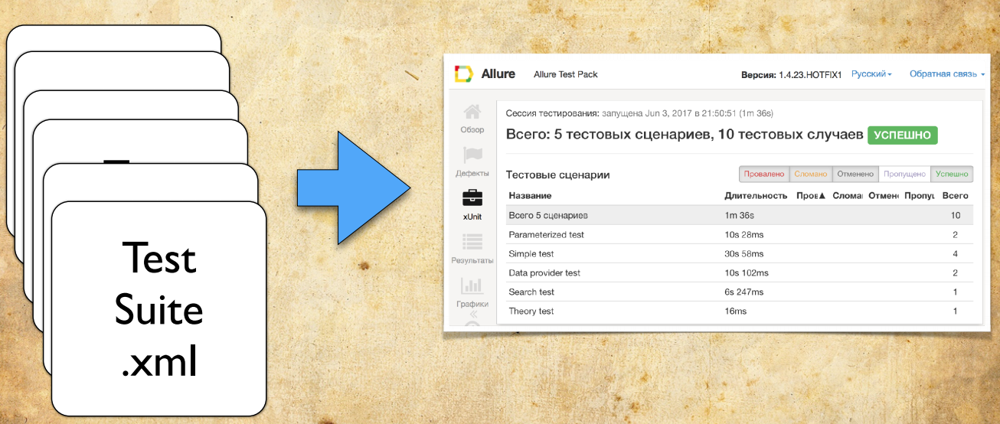 Test
Suite
.xml
Allure Allure Test Pack Версия: 1.4.23.HOTFIX1 Русский Обратная связь
Обзор
Дефекты
xUnit
Результаты
Графики
Сессия тестирования: запущена Jun 3, 2017 в 21:50:51 (1m 36s)
Всего: 5 тестовых сценариев, 10 тестовых случаев УСПЕШНО
Тестовые сценарии Провалено Сломано Отменено Пропущено Успешно
Название Длительность Пров▲ Слома Отмен Пропу Всего
Всего 5 сценариев 1m 36s 10
Parameterized test 10s 28ms 2
Simple test 30s 58ms 4
Data provider test 10s 102ms 2
Search test 6s 247ms 1
Theory test 16ms 1